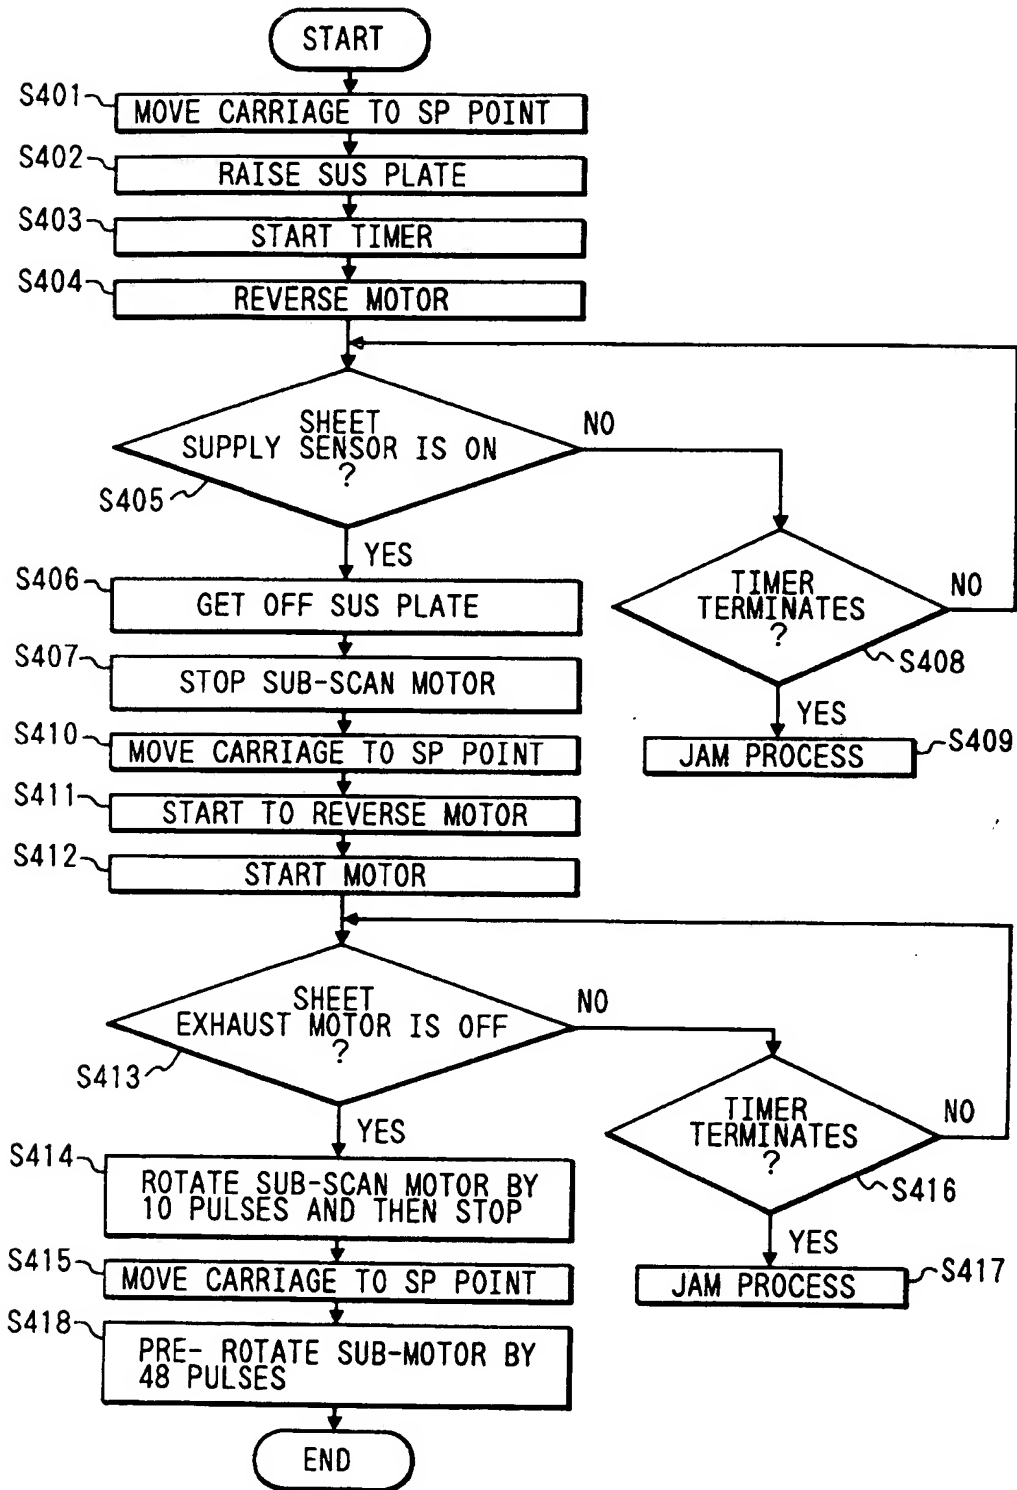 START
S401
MOVE CARRIAGE TO SP POINT
S402
RAISE SUS PLATE
S403
START TIMER
S404
REVERSE MOTOR
SHEET
SUPPLY SENSOR IS ON
?
NO
S405
YES
TIMER
TERMINATES
?
NO
S408
YES
JAM PROCESS
S409
S406
GET OFF SUS PLATE
S407
STOP SUB-SCAN MOTOR
S410
MOVE CARRIAGE TO SP POINT
S411
START TO REVERSE MOTOR
S412
START MOTOR
SHEET
EXHAUST MOTOR IS OFF
?
NO
S413
YES
TIMER
TERMINATES
?
NO
S416
YES
JAM PROCESS
S417
S414
ROTATE SUB-SCAN MOTOR BY
10 PULSES AND THEN STOP
S415
MOVE CARRIAGE TO SP POINT
S418
PRE- ROTATE SUB-MOTOR BY
48 PULSES
END